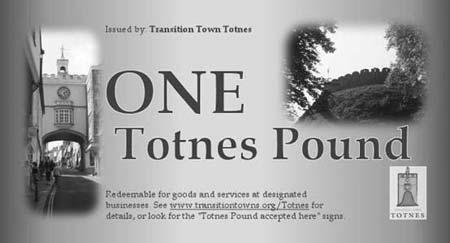 Issued by: Transition Town Totnes
ONE
Totnes Pound
Redeemable for goods and services at designated
businesses. See www.transitiontowns.org/Totnes for
details, or look for the "Totnes Pound accepted here" signs.
TOTNES